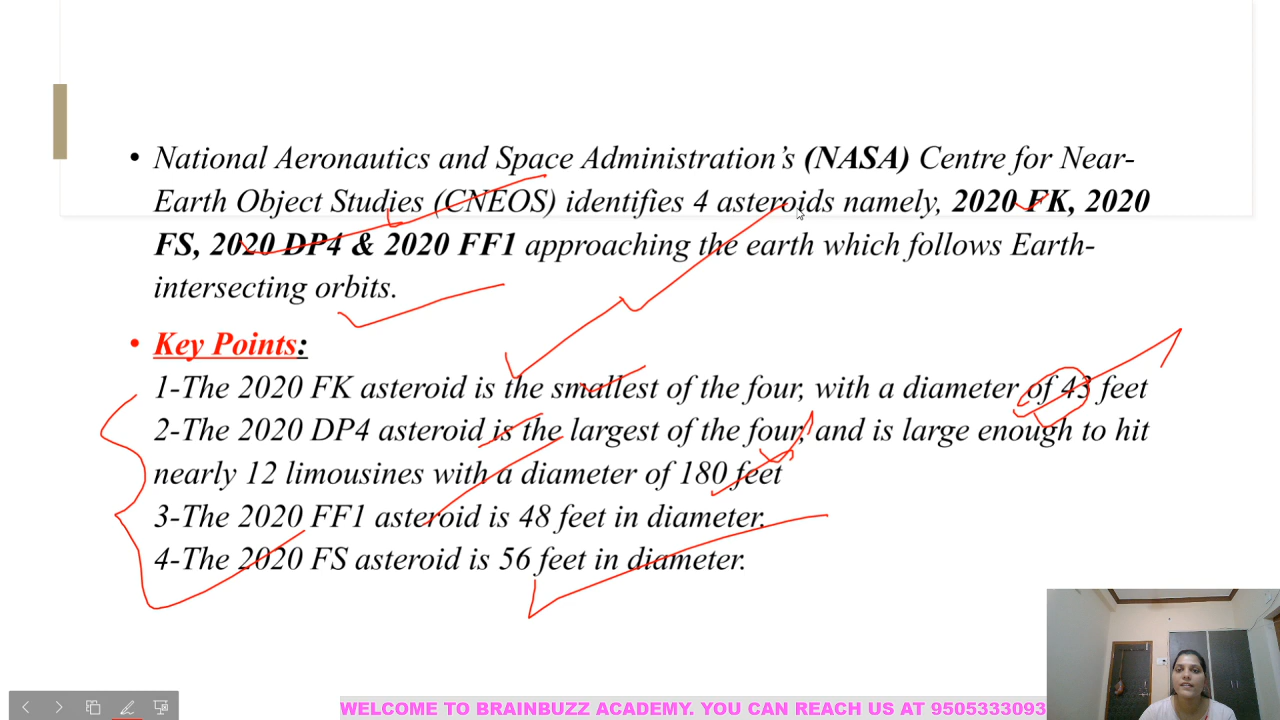 • National Aeronautics and Space Administration’s (NASA) Centre for Near-
Earth Object Studies (CNEOS) identifies 4 asteroids namely, 2020 FK, 2020
FS, 2020 DP4 & 2020 FF1 approaching the earth which follows Earth-
intersecting orbits.
• Key Points:
1-The 2020 FK asteroid is the smallest of the four, with a diameter of 43 feet
2-The 2020 DP4 asteroid is the largest of the four, and is large enough to hit
nearly 12 limousines with a diameter of 180 feet
3-The 2020 FF1 asteroid is 48 feet in diameter.
4-The 2020 FS asteroid is 56 feet in diameter.
WELCOME TO BRAINBUZZ ACADEMY. YOU CAN REACH US AT 9505333093